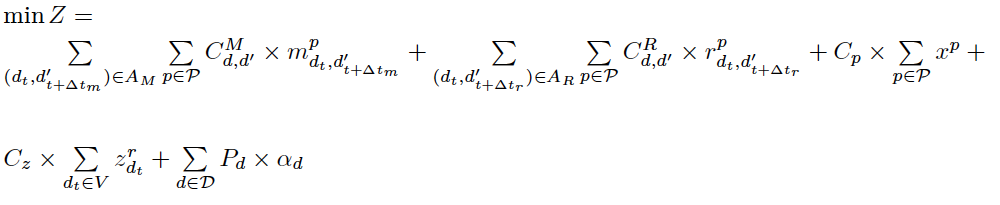 min Z =
∑_{(d_t,d'_{t+Δt_m})∈A_M} ∑_{p∈𝒫} C^M_{d,d'} × m^p_{d_t,d'_{t+Δt_m}} + ∑_{(d_t,d'_{t+Δt_r})∈A_R} ∑_{p∈𝒫} C^R_{d,d'} × r^p_{d_t,d'_{t+Δt_r}} + C_p × ∑_{p∈𝒫} x^p +
C_z × ∑_{d_t∈V} z^r_{d_t} + ∑_{d∈𝒟} P_d × α_d